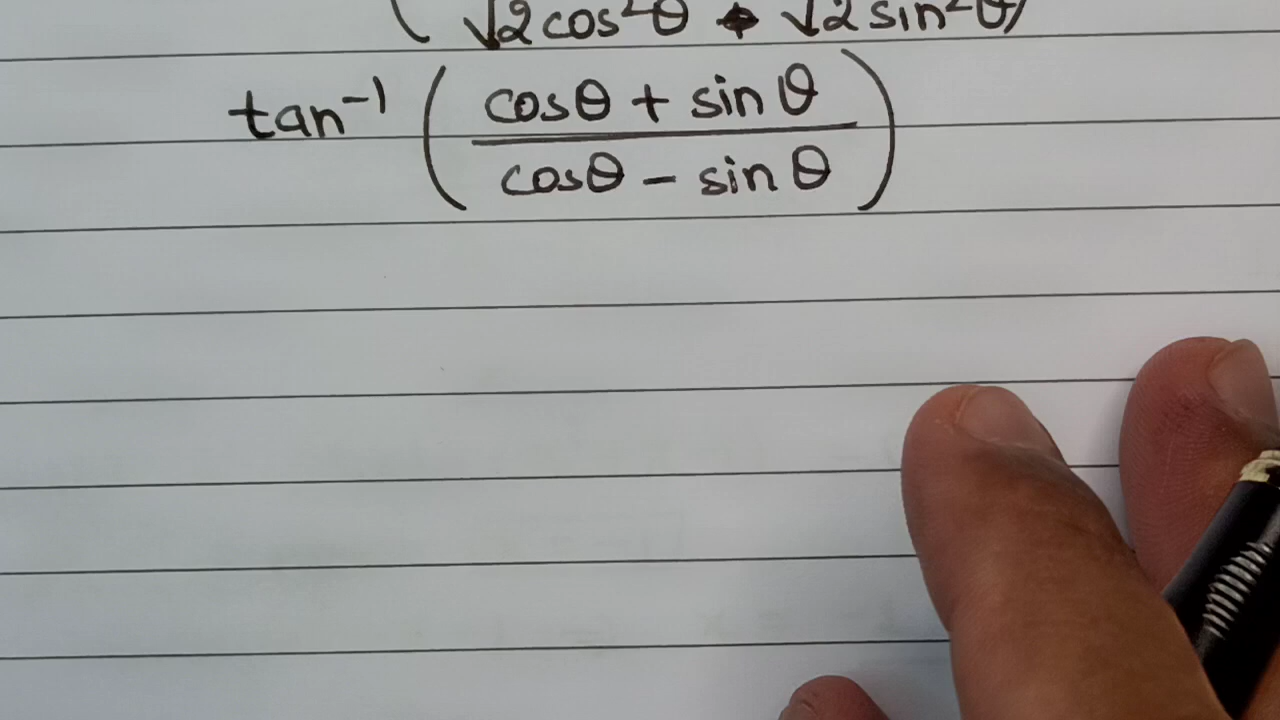 ( √2 cos²θ - √2 sin²θ )
tan⁻¹ ( cosθ + sinθ
cosθ - sinθ )